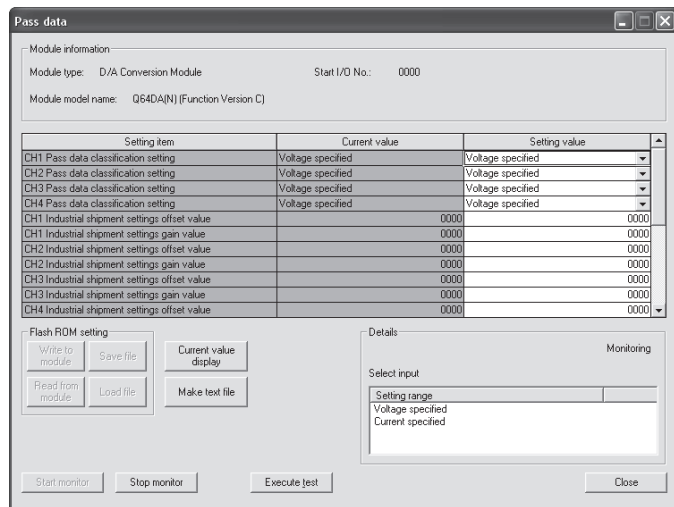 Pass data
Module information
Module type: D/A Conversion Module Start I/O No.: 0000
Module model name: Q64DA(N) (Function Version C)
Setting item Current value Setting value
CH1 Pass data classification setting Voltage specified Voltage specified
CH2 Pass data classification setting Voltage specified Voltage specified
CH3 Pass data classification setting Voltage specified Voltage specified
CH4 Pass data classification setting Voltage specified Voltage specified
CH1 Industrial shipment settings offset value 0000 0000
CH1 Industrial shipment settings gain value 0000 0000
CH2 Industrial shipment settings offset value 0000 0000
CH2 Industrial shipment settings gain value 0000 0000
CH3 Industrial shipment settings offset value 0000 0000
CH3 Industrial shipment settings gain value 0000 0000
CH4 Industrial shipment settings offset value 0000 0000
Flash ROM setting
Write to module
Save file
Current value display
Read from module
Load file
Make text file
Details
Monitoring
Select input
Setting range
Voltage specified
Current specified
Start monitor
Stop monitor
Execute test
Close